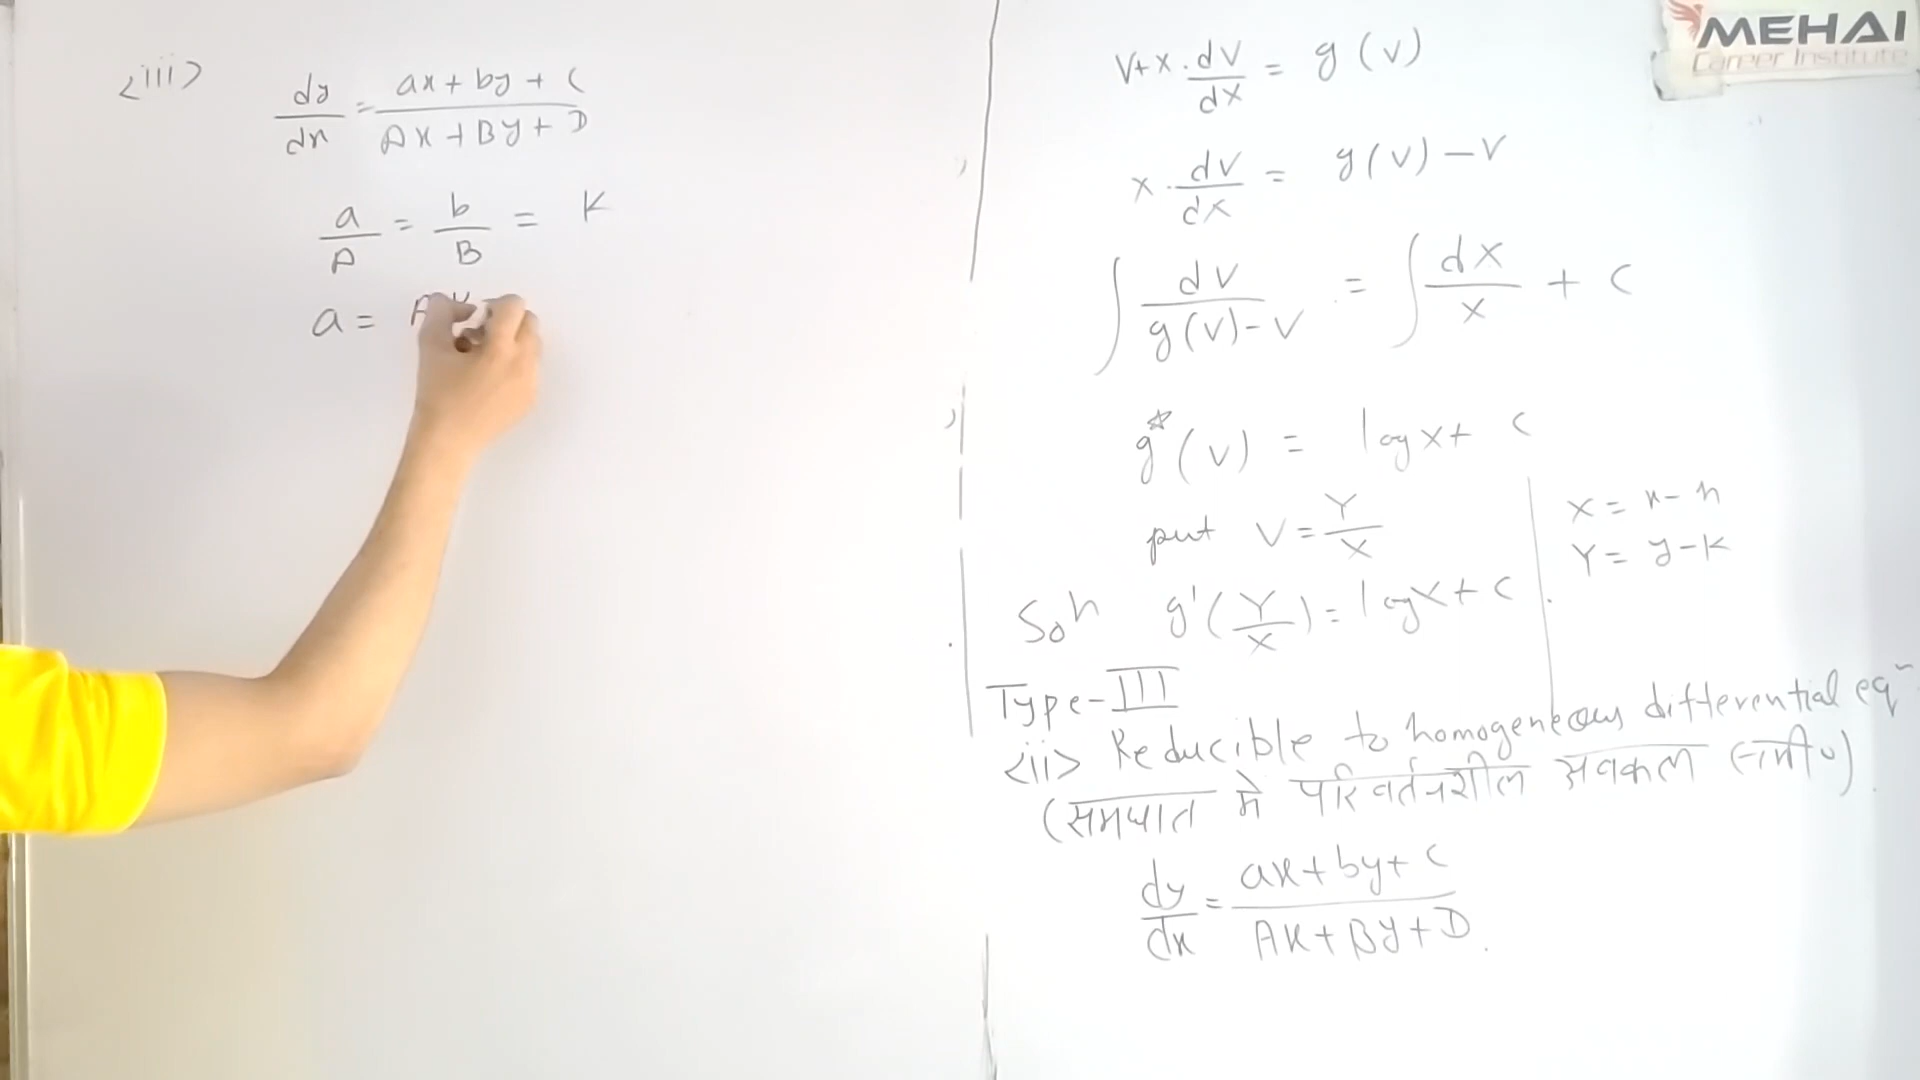 <iii>
dy/dx = ax + by + C / Ax + By + D
a/A = b/B = K
a =
V + x . dV/dX = g (V)
X . dV/dX = g (V) - V
∫ dV / g(V) - V = ∫ dX / X + C
g* (V) = log X + C
put V = Y/X
X = x - h
Y = y - K
Soln g'(Y/X) = log X + C
Type - III
<ii> Reducible to homogeneous differential eqn
(समघात मे परिवर्तनशील अवकल समी०)
dy/dx = ax + by + C / Ax + By + D.
MEHAI
Career Institute